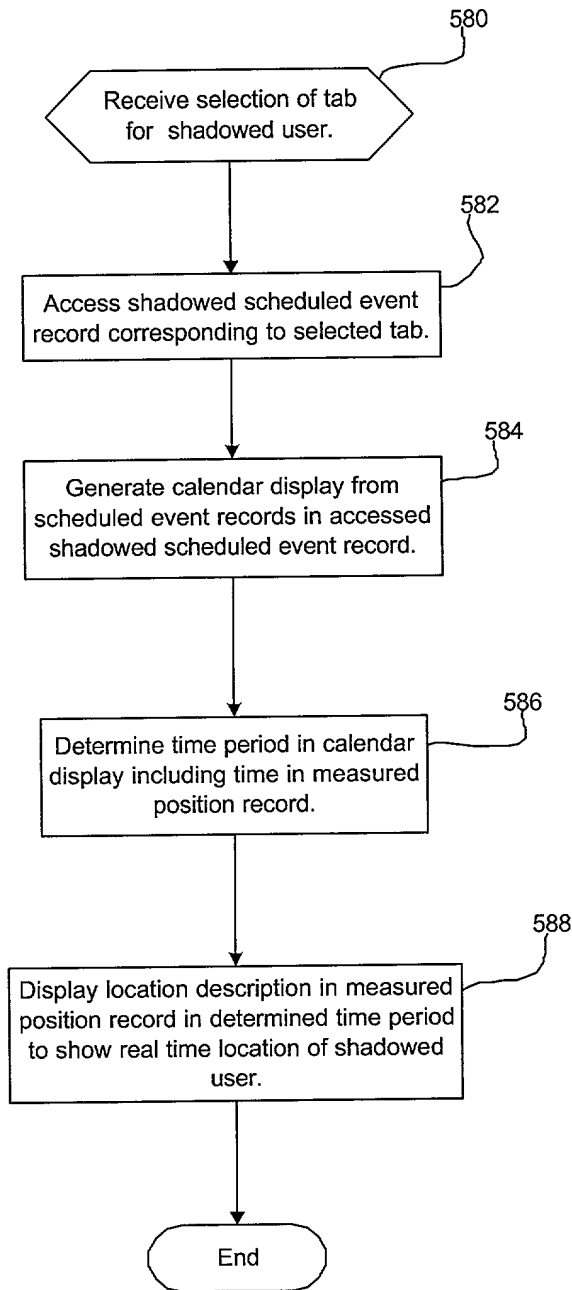 580
Receive selection of tab
for shadowed user.
582
Access shadowed scheduled event
record corresponding to selected tab.
584
Generate calendar display from
scheduled event records in accessed
shadowed scheduled event record.
586
Determine time period in calendar
display including time in measured
position record.
588
Display location description in measured
position record in determined time period
to show real time location of shadowed
user.
End